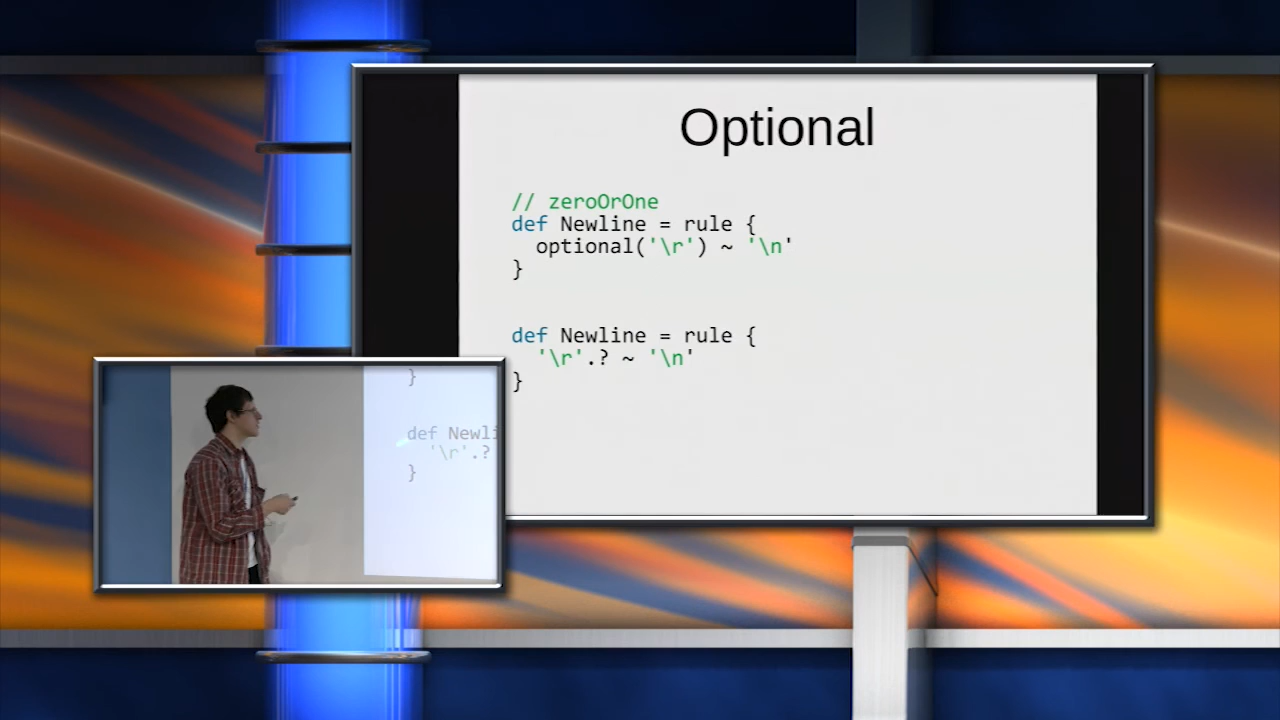 Optional
// zeroOrOne
def Newline = rule {
optional('\r') ~ '\n'
}
def Newline = rule {
'\r'.? ~ '\n'
}
}
def Newli
'\r'.?
}